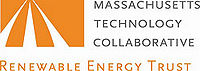 MASSACHUSETTS
TECHNOLOGY
COLLABORATIVE
RENEWABLE ENERGY TRUST